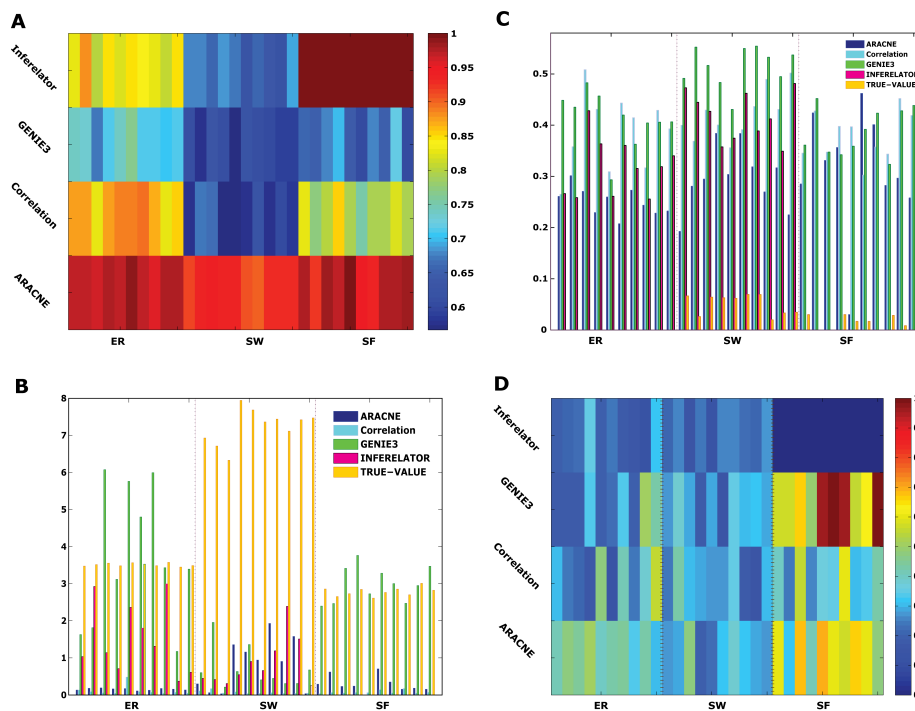 A
Inferelator
GENIE3
Correlation
ARACNE
ER
SW
SF
1
0.95
0.9
0.85
0.8
0.75
0.7
0.65
0.6
C
0.5
0.4
0.3
0.2
0.1
0
ARACNE
Correlation
GENIE3
INFERELATOR
TRUE-VALUE
ER
SW
SF
B
8
7
6
5
4
3
2
1
0
ARACNE
Correlation
GENIE3
INFERELATOR
TRUE-VALUE
ER
SW
SF
D
Inferelator
GENIE3
Correlation
ARACNE
ER
SW
SF